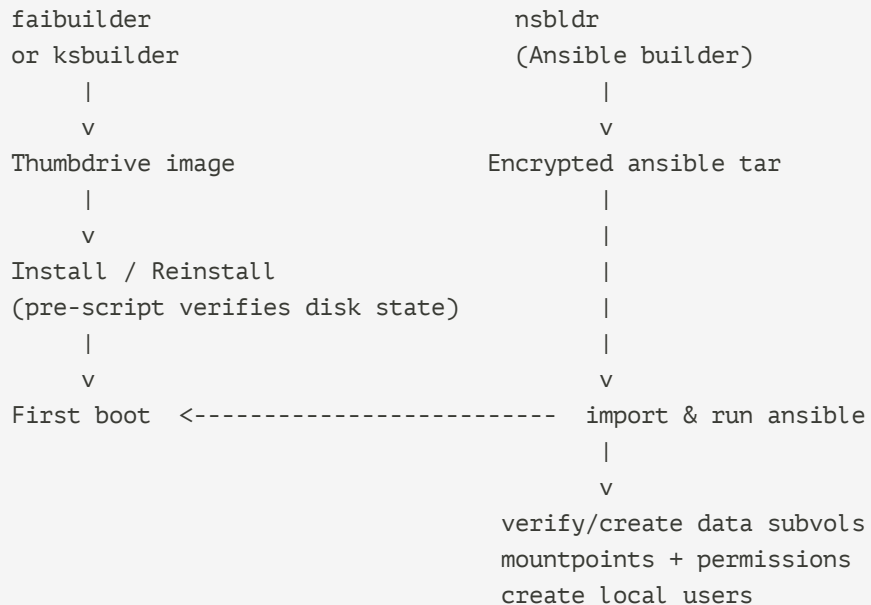 faibuilder                          nsbldr
or ksbuilder                        (Ansible builder)
     |                                    |
     v                                    v
Thumbdrive image                  Encrypted ansible tar
     |                                    |
     v                                    |
Install / Reinstall                       |
(pre-script verifies disk state)          |
     |                                    |
     v                                    v
First boot  <--------------------------  import & run ansible
                                          |
                                          v
                                   verify/create data subvols
                                   mountpoints + permissions
                                   create local users